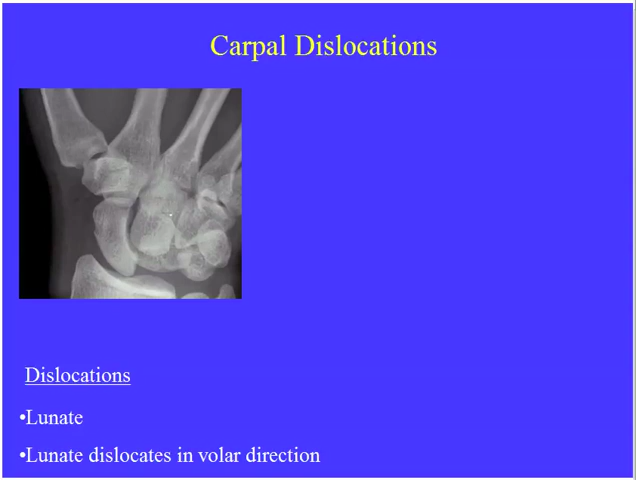 Carpal Dislocations
Dislocations
•Lunate
•Lunate dislocates in volar direction